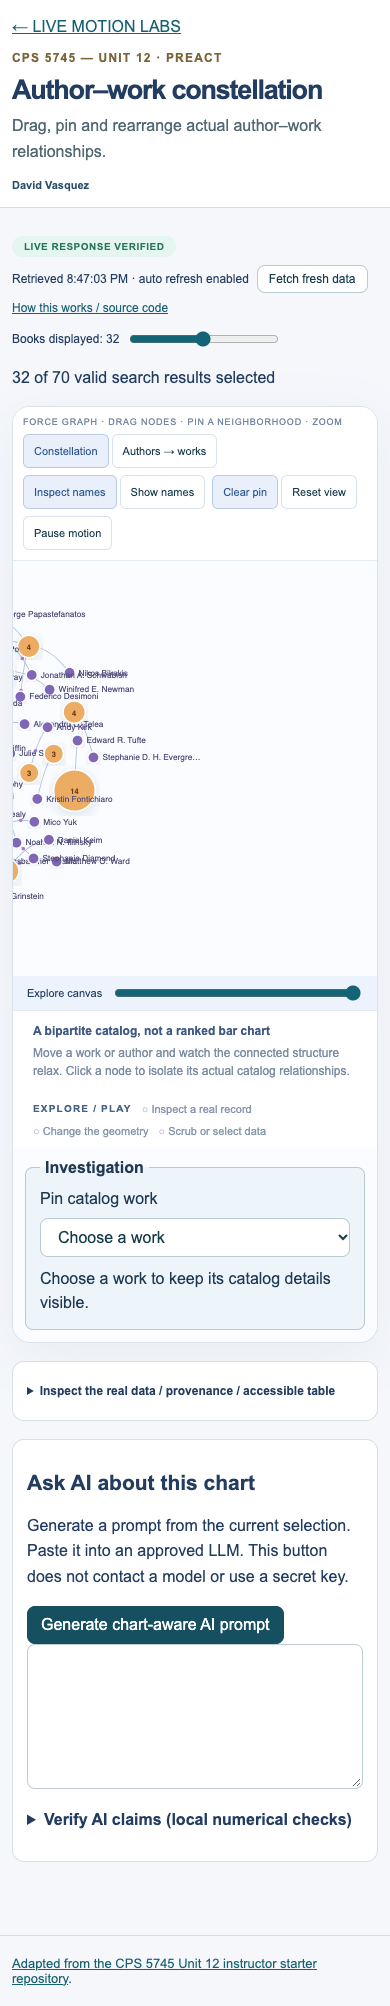 ← LIVE MOTION LABS
CPS 5745 — UNIT 12 · PREACT
Author–work constellation
Drag, pin and rearrange actual author–work
relationships.
David Vasquez
LIVE RESPONSE VERIFIED
Retrieved 8:47:03 PM · auto refresh enabled
Fetch fresh data
How this works / source code
Books displayed: 32
32 of 70 valid search results selected
FORCE GRAPH · DRAG NODES · PIN A NEIGHBORHOOD · ZOOM
Constellation
Authors → works
Inspect names
Show names
Clear pin
Reset view
Pause motion
rge Papastefanatos
4
Winifred E. Newman
Federico Desimoni
4
Andy Kirk
Edward R. Tufte
3
Stephanie D. H. Evergre…
3
14
Kristin Fontichiaro
Mico Yuk
Daniel Keim
Stephanie Diamond
Matthew O. Ward
Grinstein
Explore canvas
A bipartite catalog, not a ranked bar chart
Move a work or author and watch the connected structure
relax. Click a node to isolate its actual catalog relationships.
EXPLORE / PLAY ○ Inspect a real record
○ Change the geometry ○ Scrub or select data
Investigation
Pin catalog work
Choose a work
Choose a work to keep its catalog details
visible.
▶ Inspect the real data / provenance / accessible table
Ask AI about this chart
Generate a prompt from the current selection.
Paste it into an approved LLM. This button
does not contact a model or use a secret key.
Generate chart-aware AI prompt
▶ Verify AI claims (local numerical checks)
Adapted from the CPS 5745 Unit 12 instructor starter
repository.